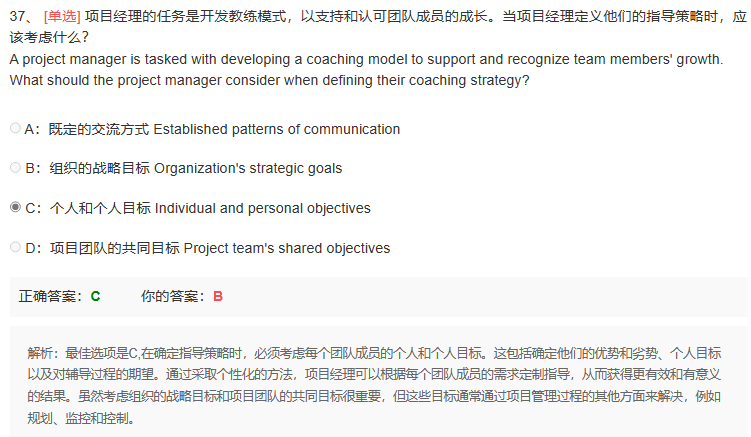 37、 [单选] 项目经理的任务是开发教练模式，以支持和认可团队成员的成长。当项目经理定义他们的指导策略时，应
该考虑什么？
A project manager is tasked with developing a coaching model to support and recognize team members' growth.
What should the project manager consider when defining their coaching strategy?
A：既定的交流方式 Established patterns of communication
B：组织的战略目标 Organization's strategic goals
C：个人和个人目标 Individual and personal objectives
D：项目团队的共同目标 Project team's shared objectives
正确答案：C 你的答案：B
解析：最佳选项是C,在确定指导策略时，必须考虑每个团队成员的个人和个人目标。这包括确定他们的优势和劣势、个人目标
以及对辅导过程的期望。通过采取个性化的方法，项目经理可以根据每个团队成员的需求定制指导，从而获得更有效和有意义
的结果。虽然考虑组织的战略目标和项目团队的共同目标很重要，但这些目标通常通过项目管理过程的其他方面来解决，例如
规划、监控和控制。